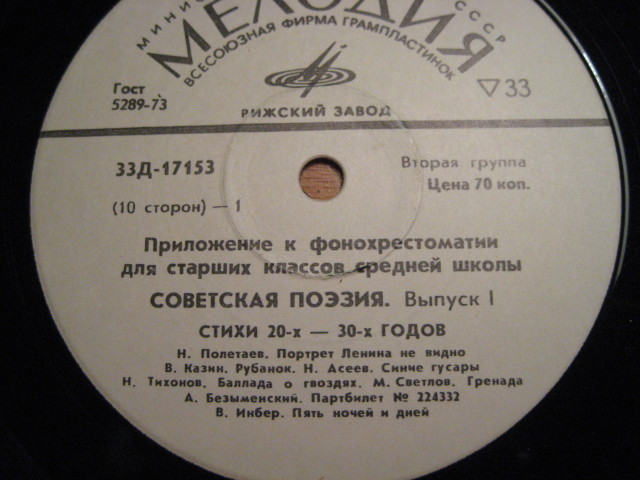 СССР
МЕЛОДИЯ
ВСЕСОЮЗНАЯ ФИРМА ГРАМПЛАСТИНОК
Гост
5289-73
33
РИЖСКИЙ ЗАВОД
33Д-17153
Вторая группа
Цена 70 коп.
(10 сторон) — 1
Приложение к фонохрестоматии
для старших классов средней школы
СОВЕТСКАЯ ПОЭЗИЯ. Выпуск I
СТИХИ 20-х — 30-х ГОДОВ
Н. Полетаев. Портрет Ленина не видно
В. Казин. Рубанок. Н. Асеев. Синие гусары
Н. Тихонов. Баллада о гвоздях. М. Светлов. Гренада
А. Безыменский. Партбилет № 224332
В. Инбер. Пять ночей и дней